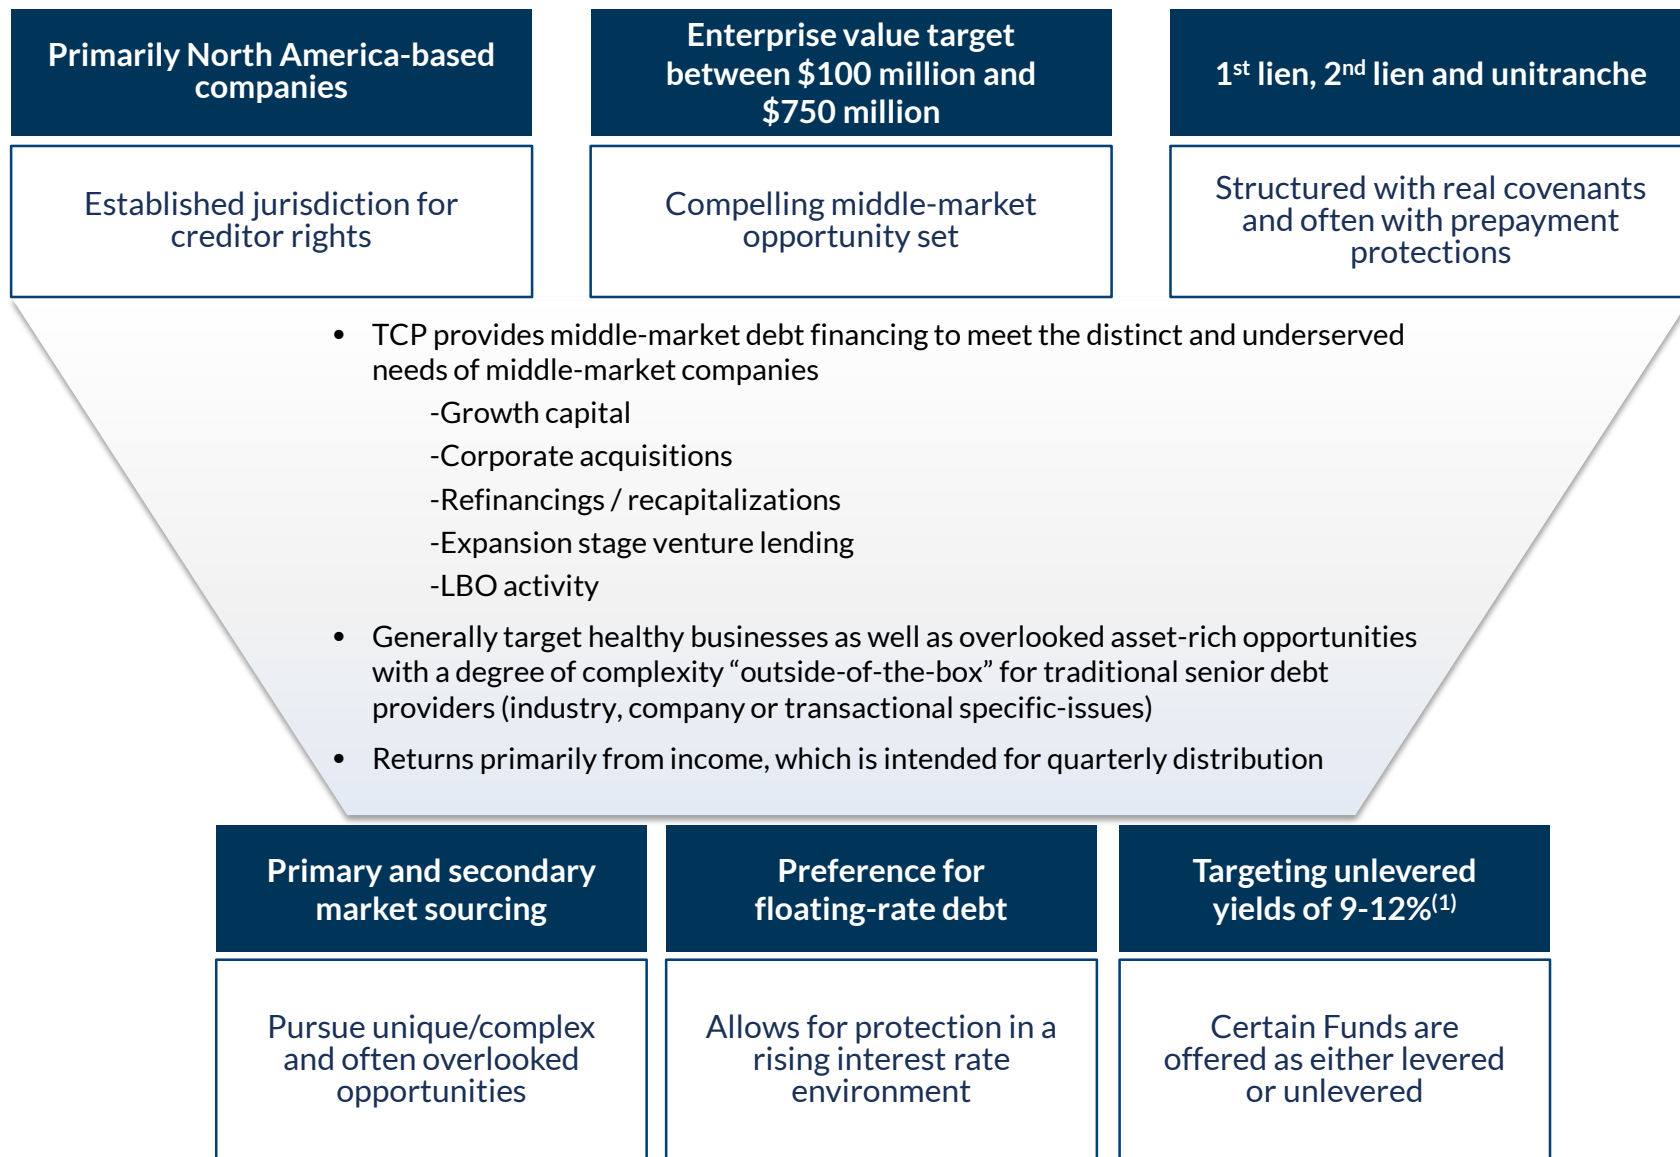 Primarily North America-based
companies
Established jurisdiction for
creditor rights
Enterprise value target
between $100 million and
$750 million
Compelling middle-market
opportunity set
1st lien, 2nd lien and unitranche
Structured with real covenants
and often with prepayment
protections
• TCP provides middle-market debt financing to meet the distinct and underserved
needs of middle-market companies
-Growth capital
-Corporate acquisitions
-Refinancings / recapitalizations
-Expansion stage venture lending
-LBO activity
• Generally target healthy businesses as well as overlooked asset-rich opportunities
with a degree of complexity “outside-of-the-box” for traditional senior debt
providers (industry, company or transactional specific-issues)
• Returns primarily from income, which is intended for quarterly distribution
Primary and secondary
market sourcing
Pursue unique/complex
and often overlooked
opportunities
Preference for
floating-rate debt
Allows for protection in a
rising interest rate
environment
Targeting unlevered
yields of 9-12%(1)
Certain Funds are
offered as either levered
or unlevered